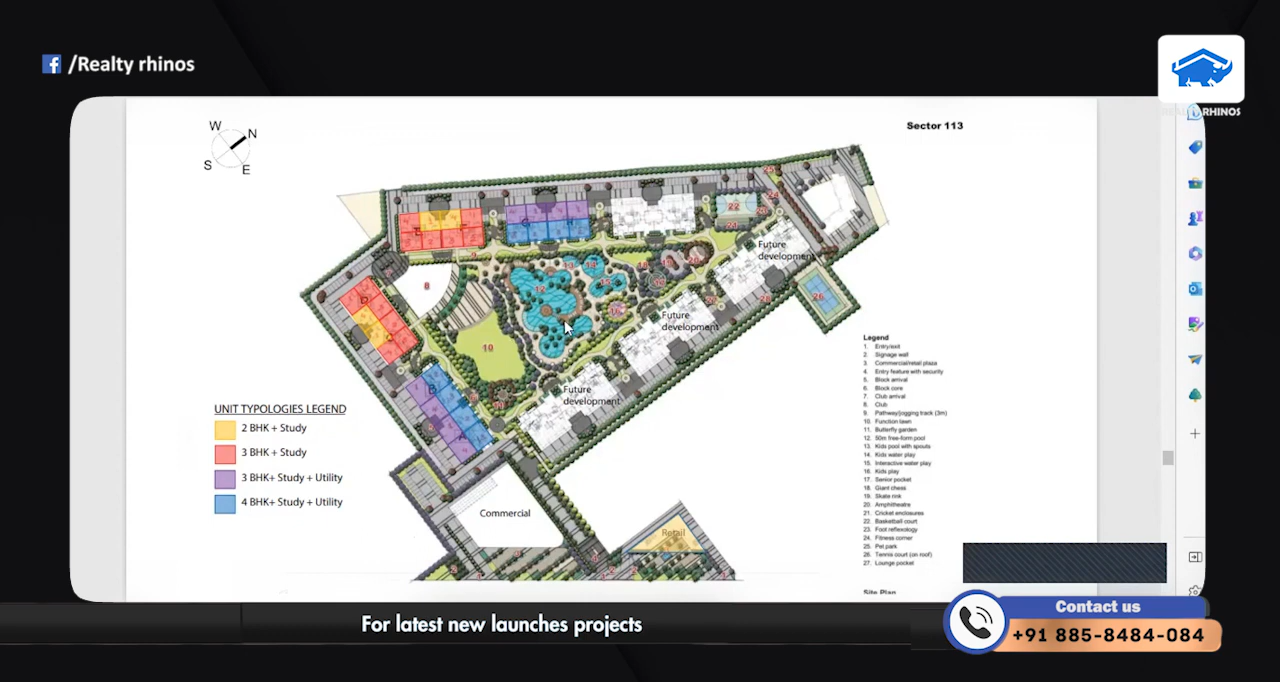 /Realty rhinos
RHINOS
Sector 113
W
N
S
E
22
Future
development
26
8
12
Future
development
10
Future
development
Commercial
Retail
UNIT TYPOLOGIES LEGEND
2 BHK + Study
3 BHK + Study
3 BHK+ Study + Utility
4 BHK+ Study + Utility
Legend
1. Entry/exit
2. Signage wall
3. Commercial/retail plaza
4. Entry feature with security
5. Block arrival
6. Block core
7. Club arrival
8. Club
9. Pathway/jogging track (3m)
10. Function lawn
11. Butterfly garden
12. 50m free-form pool
13. Kids pool with spouts
14. Kids water play
15. Interactive water play
16. Kids play
17. Senior pocket
18. Giant chess
19. Skate rink
20. Amphitheatre
21. Cricket enclosures
22. Basketball court
23. Foot reflexology
24. Fitness corner
25. Pet park
26. Tennis court (on roof)
27. Lounge pocket
Site Plan
For latest new launches projects
Contact us
+91 885-8484-084